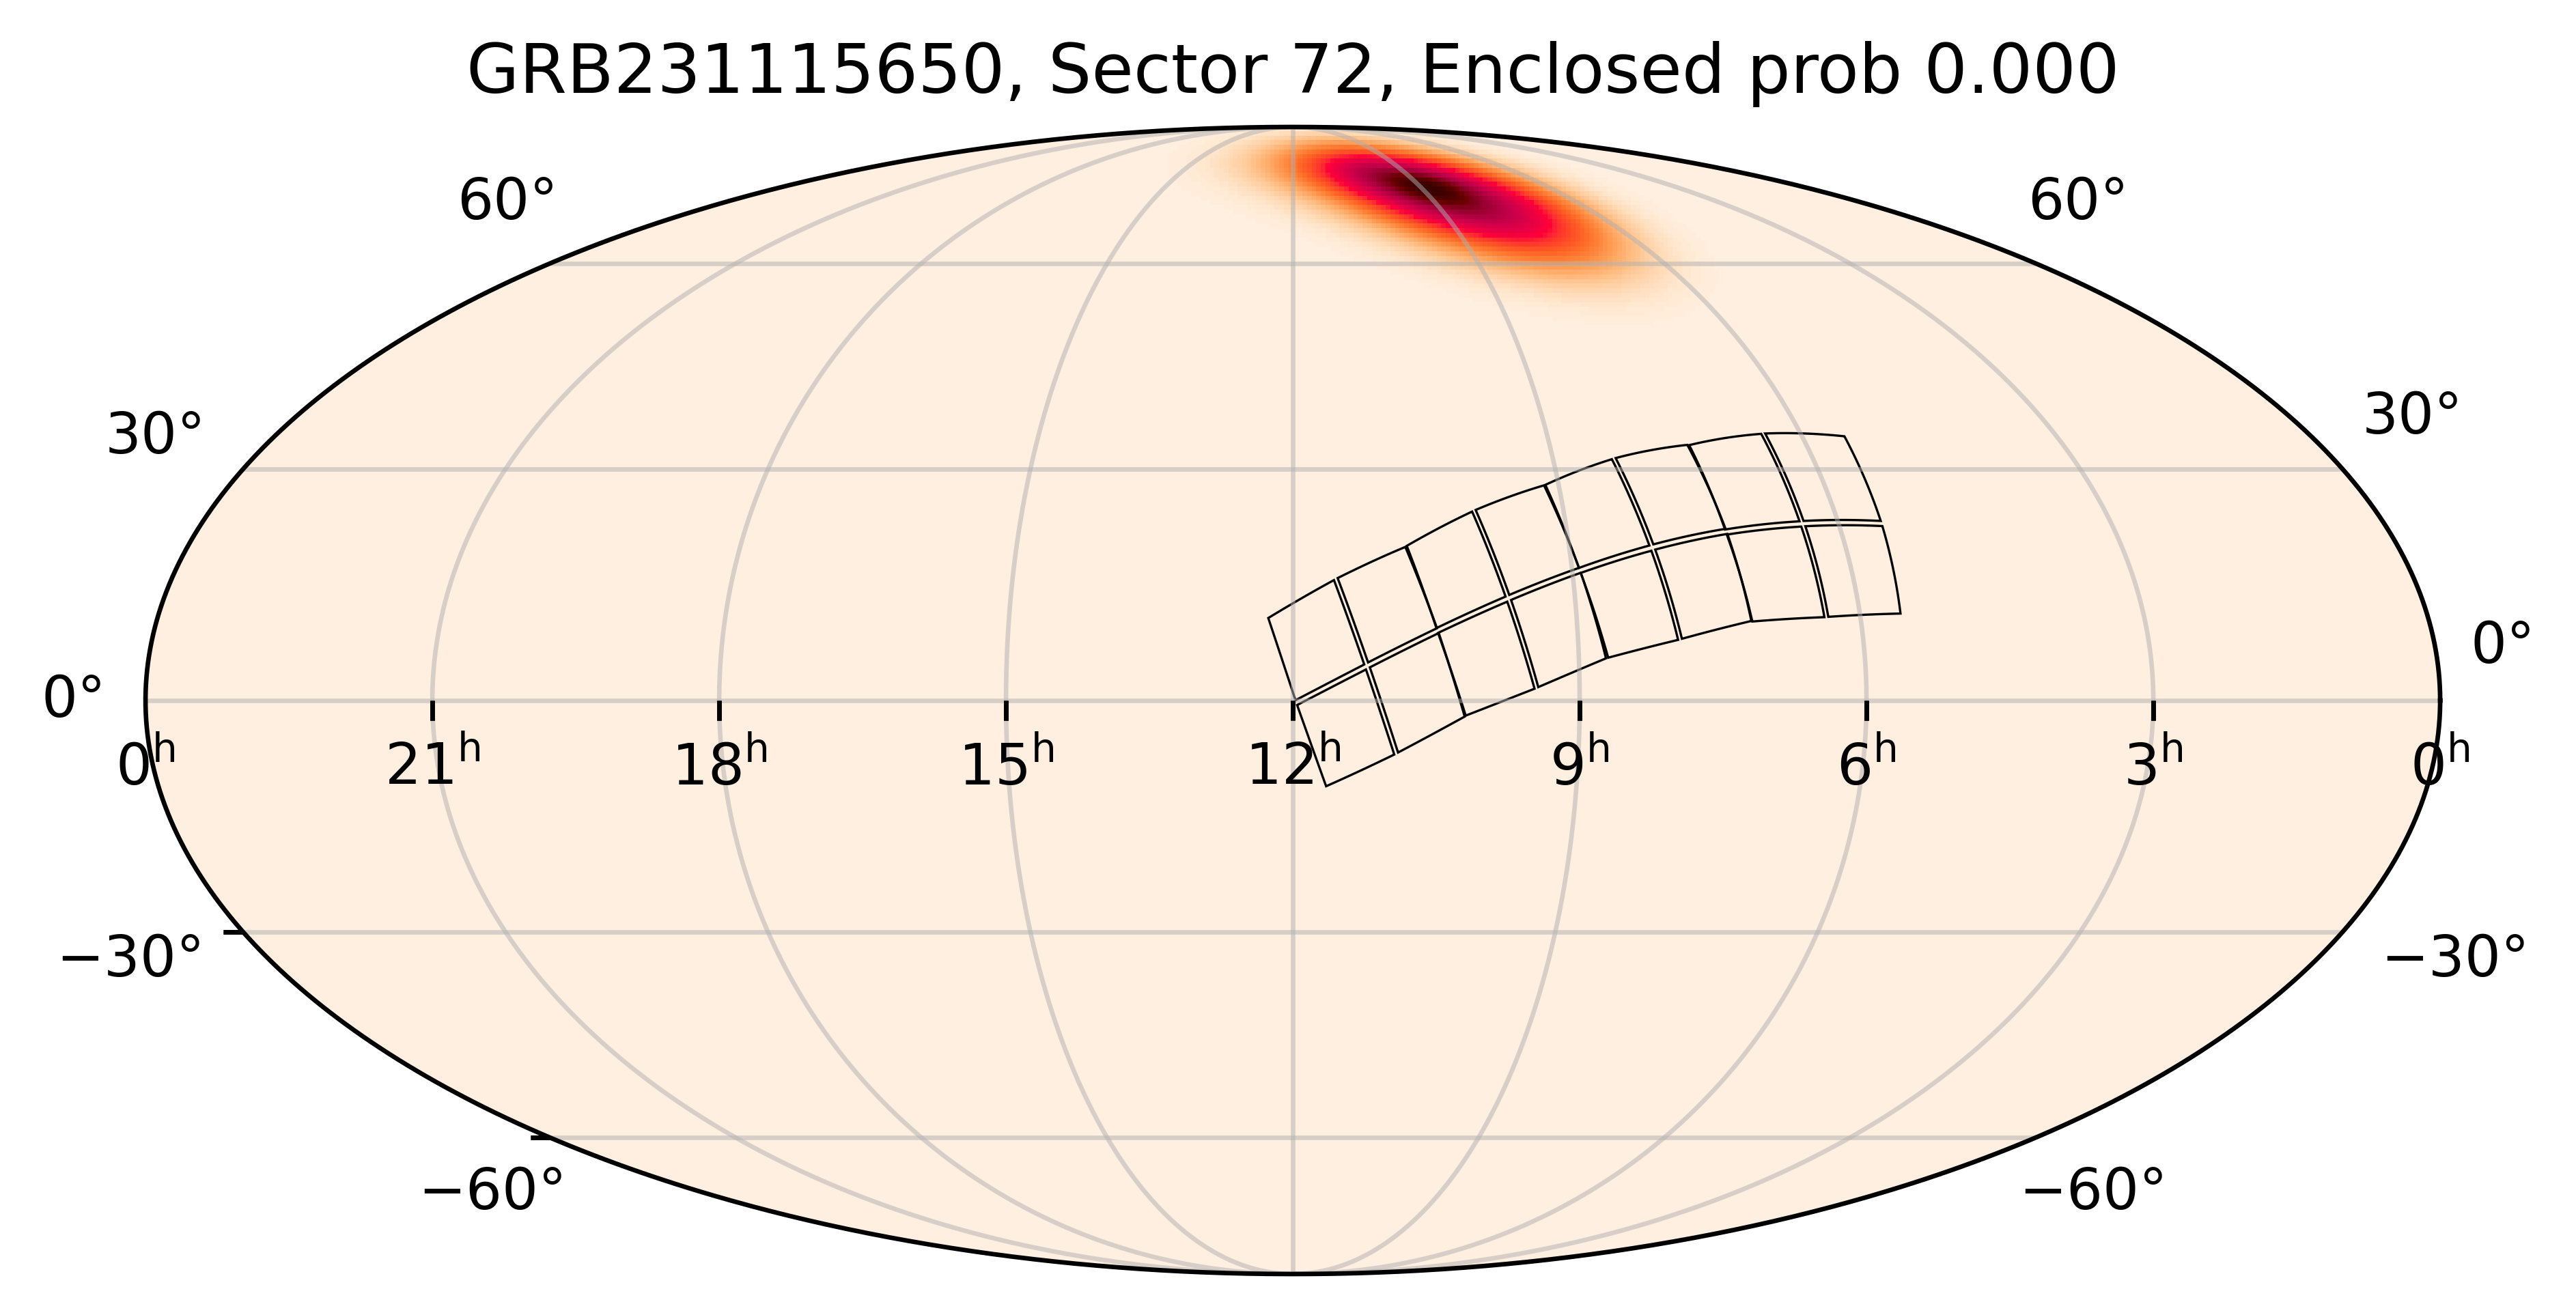 GRB231115650, Sector 72, Enclosed prob 0.000
60° 60°
30° 30°
0° 0°
0h 21h 18h 15h 12h 9h 6h 3h 0h
−30° −30°
−60° −60°